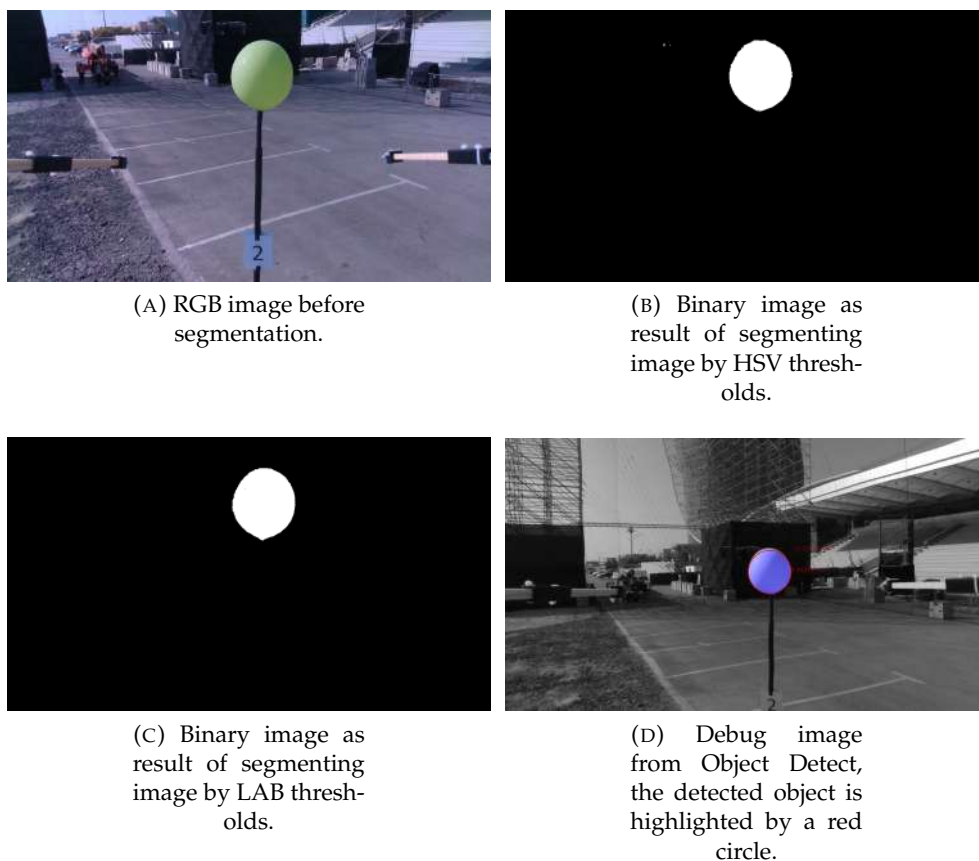 2
(A) RGB image before
segmentation.
(B) Binary image as
result of segmenting
image by HSV thresh-
olds.
(C) Binary image as
result of segmenting
image by LAB thresh-
olds.
2
(D) Debug image
from Object Detect,
the detected object is
highlighted by a red
circle.